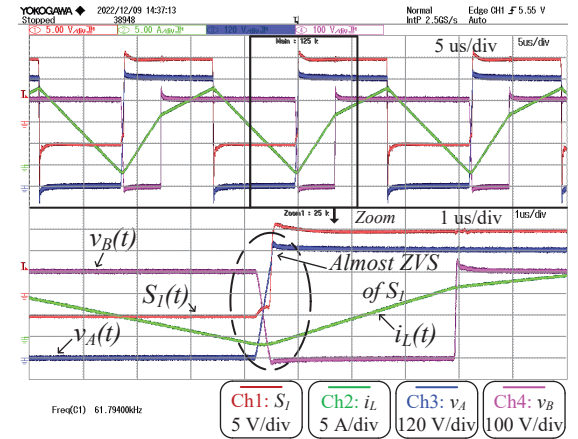 YOKOGAWA ◆ 2022/12/09 14:37:13 Normal Edge CH1 5.55 V
Stopped 38948 IntP 2.5GS/s Auto
5.00 V 5.00 A/div 120 V/div 100 V/div
Main : 125 k 5 us/div 5us/div
Zoom1 : 25 k Zoom 1 us/div 1us/div
vB(t)
Almost ZVS
S1(t) of S1
vA(t) iL(t)
Freq(C1) 61.79400kHz
Ch1: S1 Ch2: iL Ch3: vA Ch4: vB
5 V/div 5 A/div 120 V/div 100 V/div